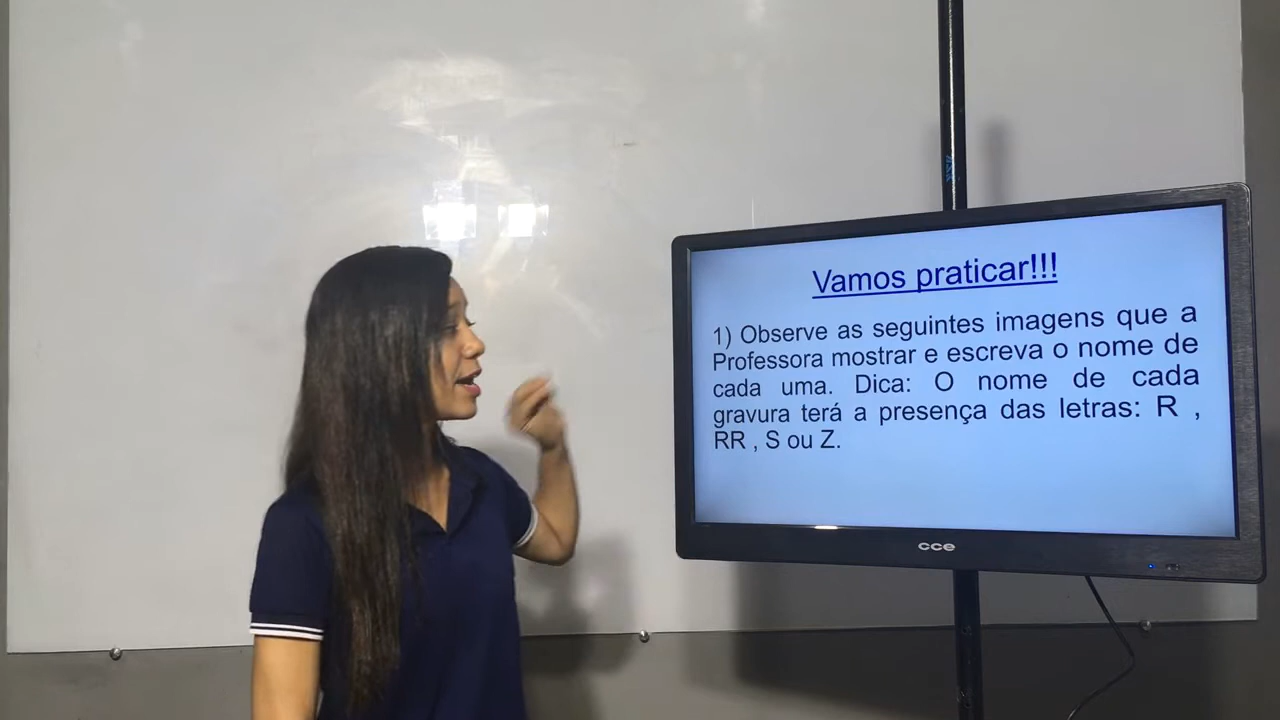 Vamos praticar!!!
1) Observe as seguintes imagens que a
Professora mostrar e escreva o nome de
cada uma. Dica: O nome de cada
gravura terá a presença das letras: R ,
RR , S ou Z.
cce